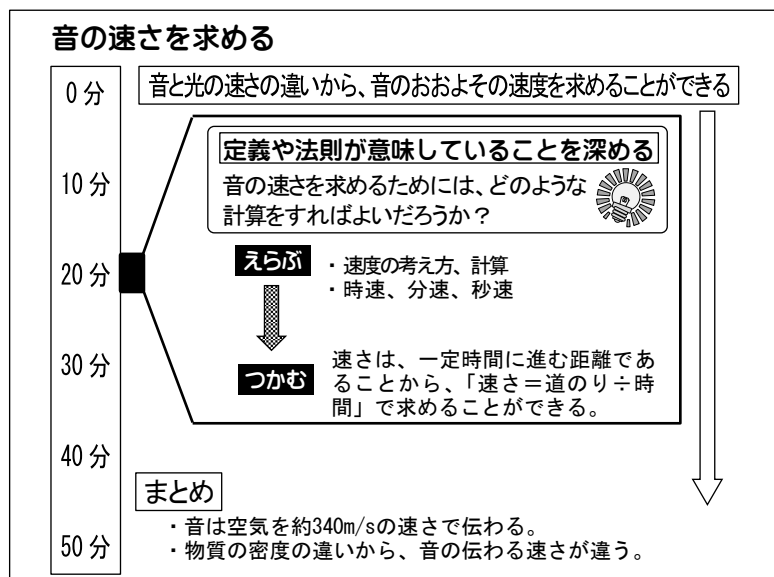 音の速さを求める
0分
音と光の速さの違いから、音のおおよその速度を求めることができる
定義や法則が意味していることを深める
10分
音の速さを求めるためには、どのような
計算をすればよいだろうか？
20分
えらぶ
・速度の考え方、計算
・時速、分速、秒速
30分
つかむ
速さは、一定時間に進む距離であ
ることから、「速さ＝道のり÷時
間」で求めることができる。
40分
まとめ
・音は空気を約340m/sの速さで伝わる。
50分
・物質の密度の違いから、音の伝わる速さが違う。